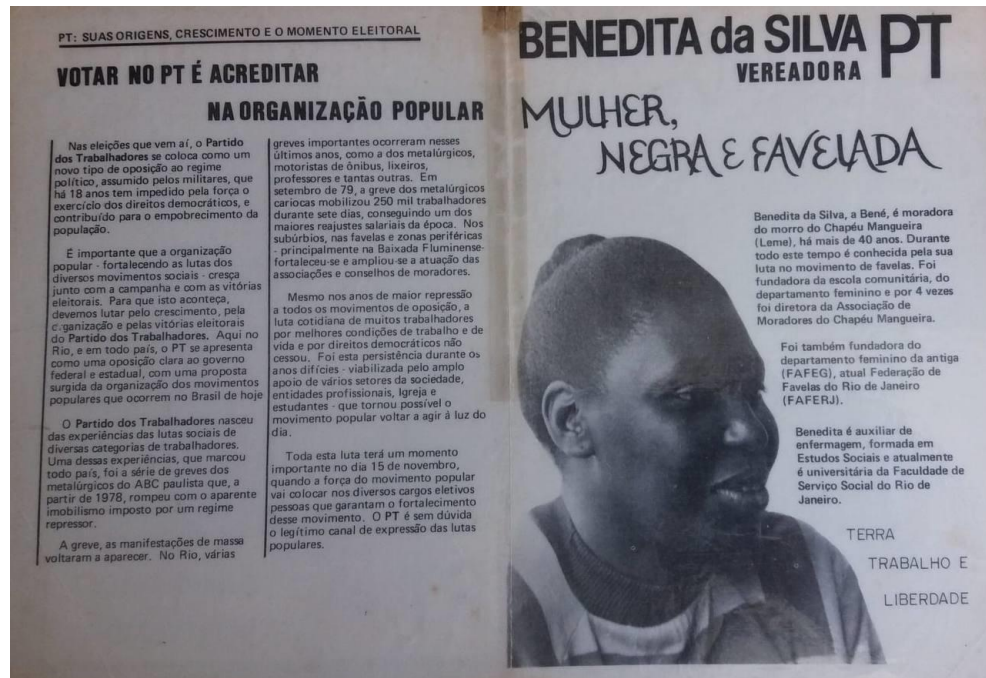 PT: SUAS ORIGENS, CRESCIMENTO E O MOMENTO ELEITORAL
VOTAR NO PT É ACREDITAR
NA ORGANIZAÇÃO POPULAR
Nas eleições que vem aí, o Partido
dos Trabalhadores se coloca como um
novo tipo de oposição ao regime
político, assumido pelos militares, que
há 18 anos tem impedido pela força o
exercício dos direitos democráticos, e
contribuído para o empobrecimento da
população.
É importante que a organização
popular - fortalecendo as lutas dos
diversos movimentos sociais - cresça
junto com a campanha e com as vitórias
eleitorais. Para que isto aconteça,
devemos lutar pelo crescimento, pela
organização e pelas vitórias eleitorais
do Partido dos Trabalhadores. Aqui no
Rio, e em todo país, o PT se apresenta
como uma oposição clara ao governo
federal e estadual, com uma proposta
surgida da organização dos movimentos
populares que ocorrem no Brasil de hoje
O Partido dos Trabalhadores nasceu
das experiências das lutas sociais de
diversas categorias de trabalhadores.
Uma dessas experiências, que marcou
todo país, foi a série de greves dos
metalúrgicos do ABC paulista que, a
partir de 1978, rompeu com o aparente
imobilismo imposto por um regime
repressor.
A greve, as manifestações de massa
voltaram a aparecer. No Rio, várias
greves importantes ocorreram nesses
últimos anos, como a dos metalúrgicos,
motoristas de ônibus, lixeiros,
professores e tantas outras. Em
setembro de 79, a greve dos metalúrgicos
cariocas mobilizou 250 mil trabalhadores
durante sete dias, conseguindo um dos
maiores reajustes salariais da época. Nos
subúrbios, nas favelas e zonas periféricas
- principalmente na Baixada Fluminense-
fortaleceu-se e ampliou-se a atuação das
associações e conselhos de moradores.
Mesmo nos anos de maior repressão
a todos os movimentos de oposição, a
luta cotidiana de muitos trabalhadores
por melhores condições de trabalho e de
vida e por direitos democráticos não
cessou. Foi esta persistência durante os
anos difíceis - viabilizada pelo amplo
apoio de vários setores da sociedade,
entidades profissionais, Igreja e
estudantes - que tornou possível o
movimento popular voltar a agir à luz do
dia.
Toda esta luta terá um momento
importante no dia 15 de novembro,
quando a força do movimento popular
vai colocar nos diversos cargos eletivos
pessoas que garantam o fortalecimento
desse movimento. O PT é sem dúvida
o legítimo canal de expressão das lutas
populares.
BENEDITA da SILVA PT
VEREADORA
MULHER,
NEGRA E FAVELADA
Benedita da Silva, a Bené, é moradora
do morro do Chapéu Mangueira
(Leme), há mais de 40 anos. Durante
todo este tempo é conhecida pela sua
luta no movimento de favelas. Foi
fundadora da escola comunitária, do
departamento feminino e por 4 vezes
foi diretora da Associação de
Moradores do Chapéu Mangueira.
Foi também fundadora do
departamento feminino da antiga
(FAFEG), atual Federação de
Favelas do Rio de Janeiro
(FAFERJ).
Benedita é auxiliar de
enfermagem, formada em
Estudos Sociais e atualmente
é universitária da Faculdade de
Serviço Social do Rio de
Janeiro.
TERRA
TRABALHO E
LIBERDADE